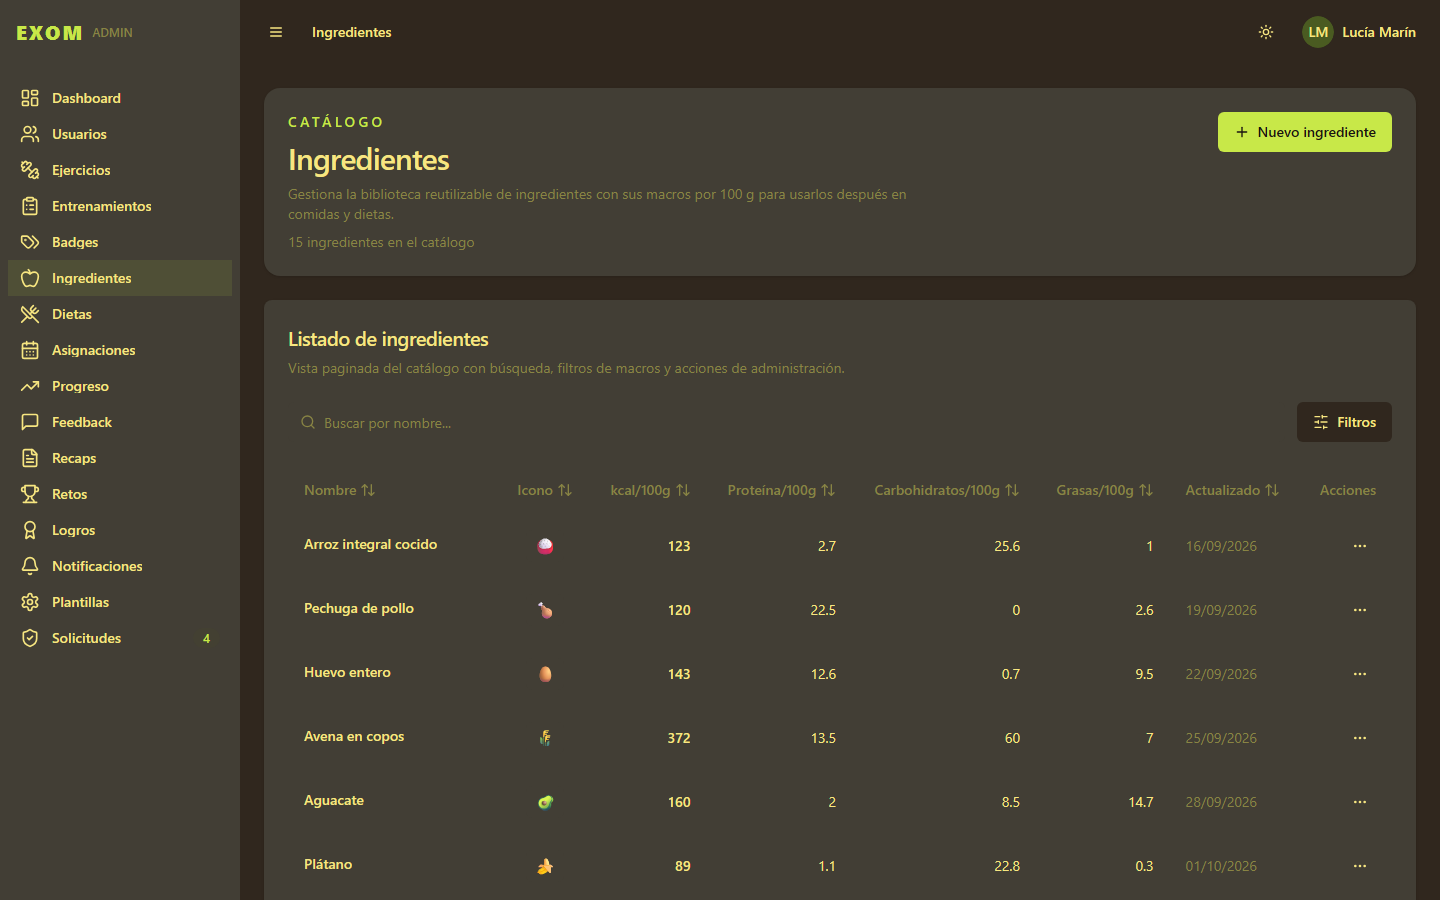 EXOM ADMIN
Ingredientes
LM Lucía Marín
Dashboard
Usuarios
Ejercicios
Entrenamientos
Badges
Ingredientes
Dietas
Asignaciones
Progreso
Feedback
Recaps
Retos
Logros
Notificaciones
Plantillas
Solicitudes 4
CATÁLOGO
Ingredientes
Gestiona la biblioteca reutilizable de ingredientes con sus macros por 100 g para usarlos después en
comidas y dietas.
15 ingredientes en el catálogo
Nuevo ingrediente
Listado de ingredientes
Vista paginada del catálogo con búsqueda, filtros de macros y acciones de administración.
Buscar por nombre...
Filtros
Nombre Icono kcal/100g Proteína/100g Carbohidratos/100g Grasas/100g Actualizado Acciones
Arroz integral cocido 123 2.7 25.6 1 16/09/2026
Pechuga de pollo 120 22.5 0 2.6 19/09/2026
Huevo entero 143 12.6 0.7 9.5 22/09/2026
Avena en copos 372 13.5 60 7 25/09/2026
Aguacate 160 2 8.5 14.7 28/09/2026
Plátano 89 1.1 22.8 0.3 01/10/2026